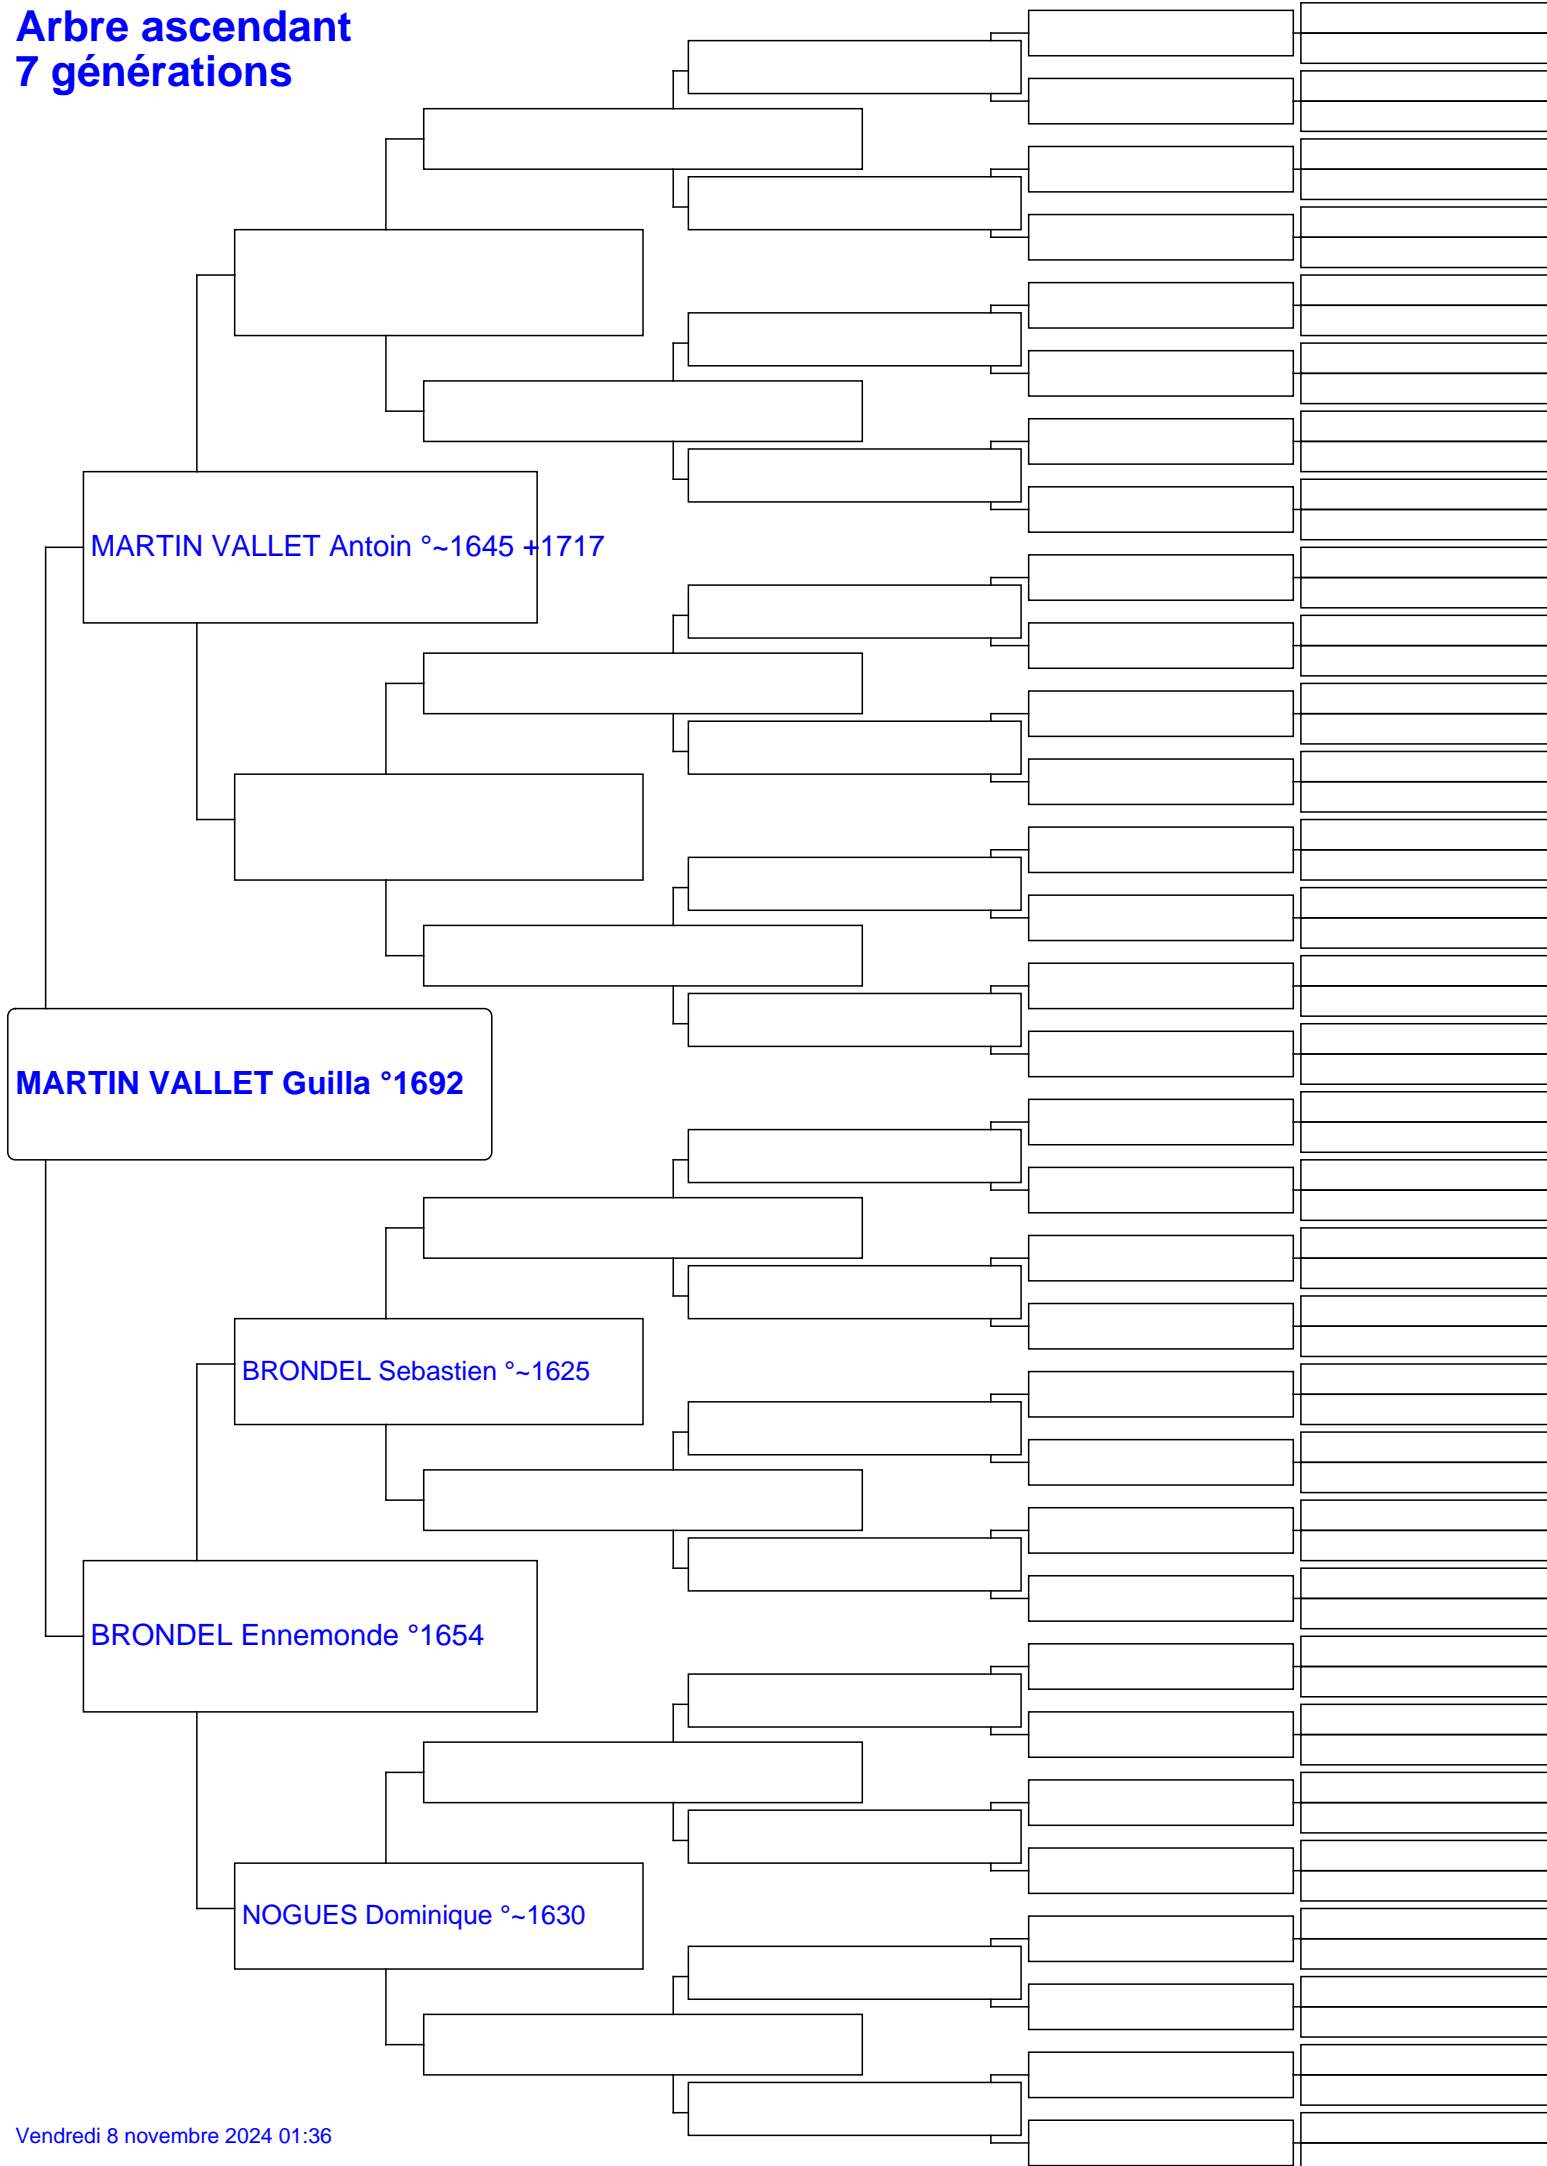 Arbre ascendant
7 générations
MARTIN VALLET Antoin °~1645 +1717
MARTIN VALLET Guilla °1692
BRONDEL Sebastien °~1625
BRONDEL Ennemonde °1654
NOGUES Dominique °~1630
Vendredi 8 novembre 2024 01:36